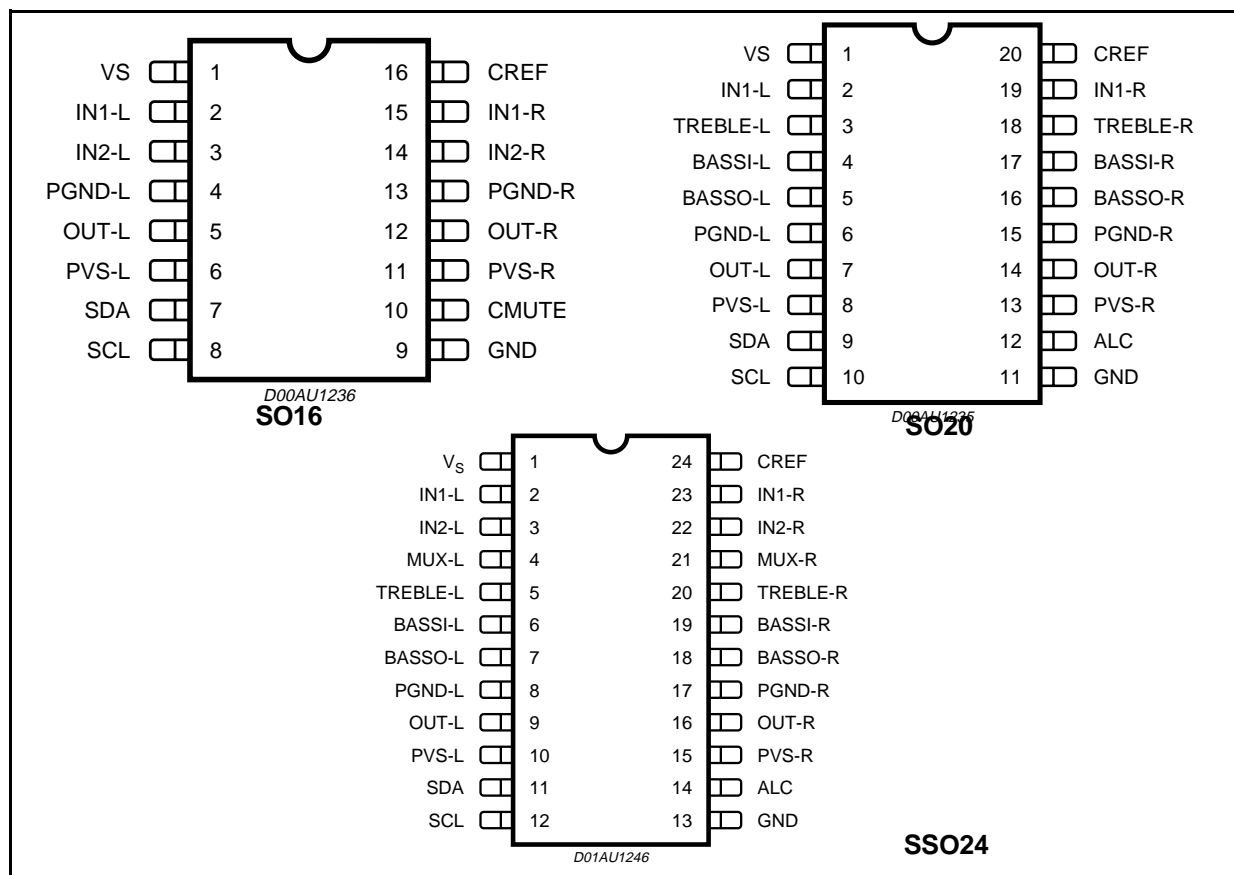 VS 1 16 CREF
IN1-L 2 15 IN1-R
IN2-L 3 14 IN2-R
PGND-L 4 13 PGND-R
OUT-L 5 12 OUT-R
PVS-L 6 11 PVS-R
SDA 7 10 CMUTE
SCL 8 9 GND
D00AU1236
SO16
VS 1 20 CREF
IN1-L 2 19 IN1-R
TREBLE-L 3 18 TREBLE-R
BASSI-L 4 17 BASSI-R
BASSO-L 5 16 BASSO-R
PGND-L 6 15 PGND-R
OUT-L 7 14 OUT-R
PVS-L 8 13 PVS-R
SDA 9 12 ALC
SCL 10 11 GND
D00AU1235
SO20
VS 1 24 CREF
IN1-L 2 23 IN1-R
IN2-L 3 22 IN2-R
MUX-L 4 21 MUX-R
TREBLE-L 5 20 TREBLE-R
BASSI-L 6 19 BASSI-R
BASSO-L 7 18 BASSO-R
PGND-L 8 17 PGND-R
OUT-L 9 16 OUT-R
PVS-L 10 15 PVS-R
SDA 11 14 ALC
SCL 12 13 GND
D01AU1246
SSO24